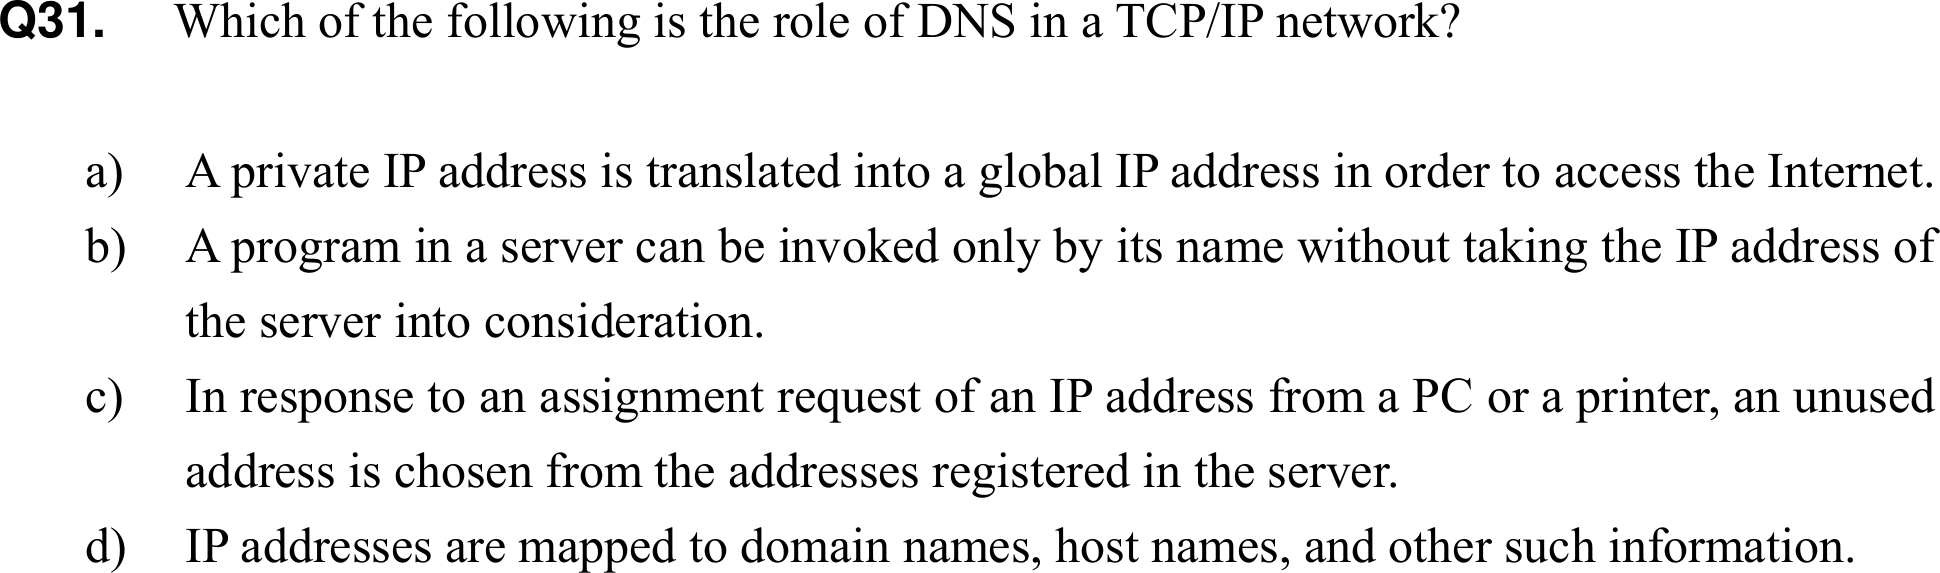 Q31. Which of the following is the role of DNS in a TCP/IP network?
a) A private IP address is translated into a global IP address in order to access the Internet.
b) A program in a server can be invoked only by its name without taking the IP address of
the server into consideration.
c) In response to an assignment request of an IP address from a PC or a printer, an unused
address is chosen from the addresses registered in the server.
d) IP addresses are mapped to domain names, host names, and other such information.